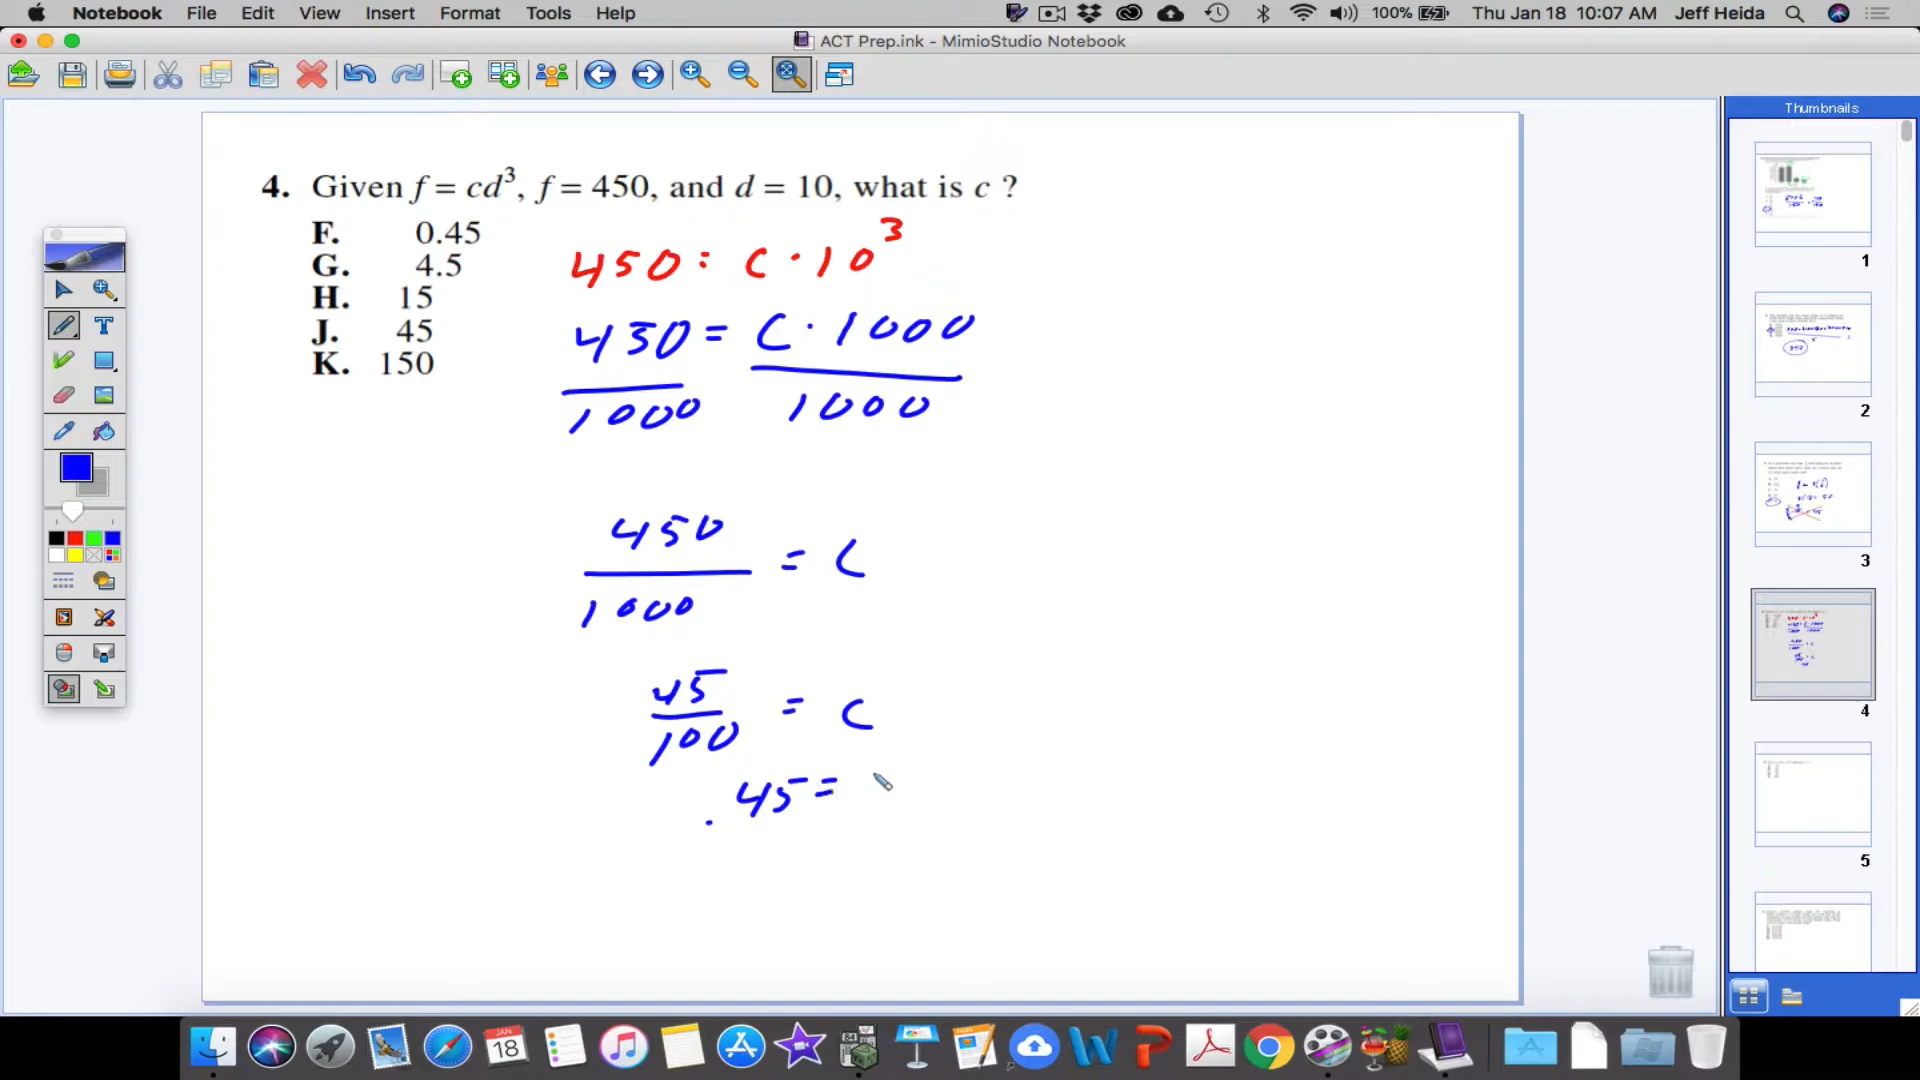 Notebook File Edit View Insert Format Tools Help 100% Thu Jan 18 10:07 AM Jeff Heida
ACT Prep.ink - MimioStudio Notebook
Thumbnails
4. Given f = cd³, f = 450, and d = 10, what is c ?
F. 0.45
G. 4.5
H. 15
J. 45
K. 150
450 = C · 10³
450 = C · 1000
1000 1000
450
1000
= C
45
100
= C
.45 =
T
1
2
3
4
5
JAN
18